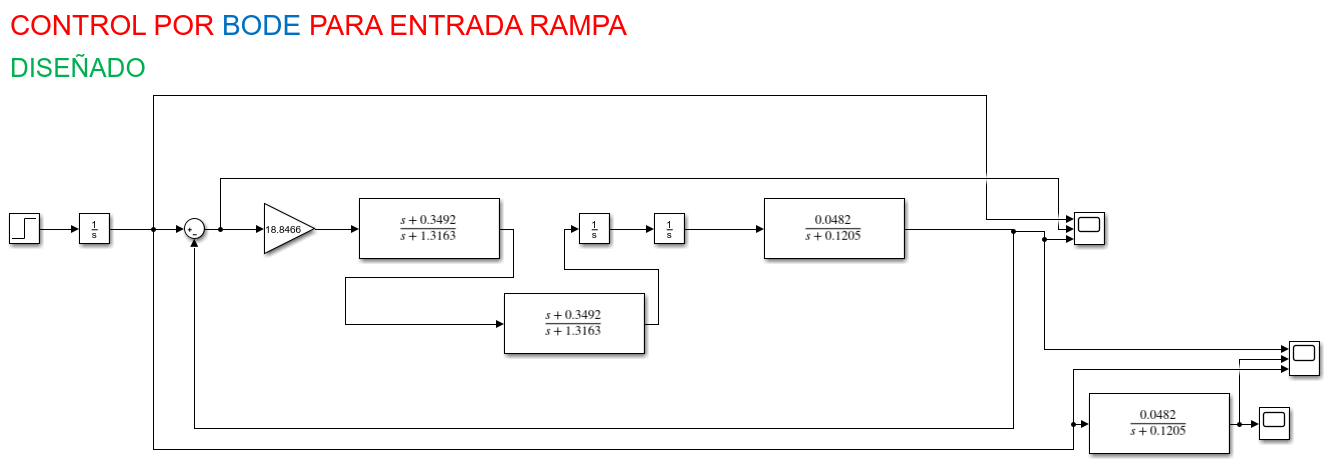 CONTROL POR BODE PARA ENTRADA RAMPA
DISEÑADO
1
s
+
-
18.8466
s + 0.3492
s + 1.3163
1
s
1
s
0.0482
s + 0.1205
s + 0.3492
s + 1.3163
0.0482
s + 0.1205